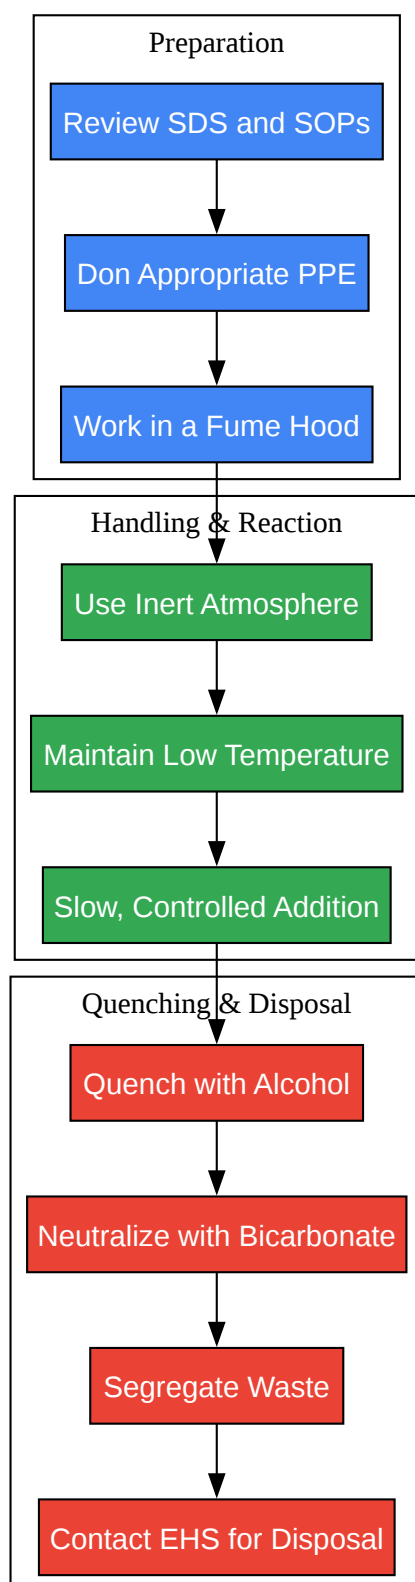 Preparation
Review SDS and SOPs
Don Appropriate PPE
Work in a Fume Hood
Handling & Reaction
Use Inert Atmosphere
Maintain Low Temperature
Slow, Controlled Addition
Quenching & Disposal
Quench with Alcohol
Neutralize with Bicarbonate
Segregate Waste
Contact EHS for Disposal